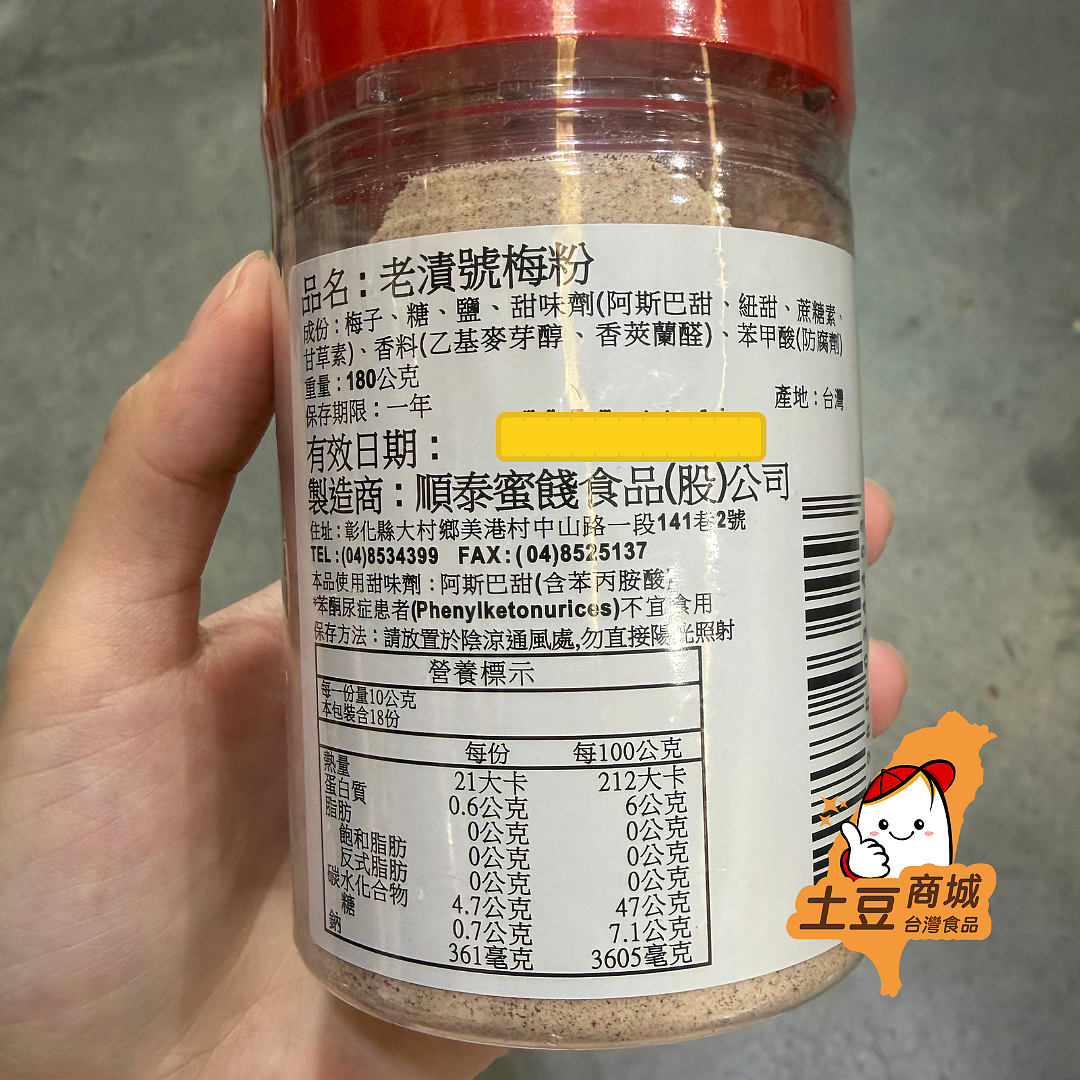 品名：老漬號梅粉
成份：梅子、糖、鹽、甜味劑(阿斯巴甜、紐甜、蔗糖素、
甘草素)、香料(乙基麥芽醇、香莢蘭醛)、苯甲酸(防腐劑)
重量：180公克
保存期限：一年
產地：台灣
有效日期：
製造商：順泰蜜餞食品(股)公司
住址：彰化縣大村鄉美港村中山路一段141巷2號
TEL:(04)8534399 FAX:(04)8525137
本品使用甜味劑：阿斯巴甜(含苯丙胺酸)
*苯酮尿症患者(Phenylketonurices)不宜食用
保存方法：請放置於陰涼通風處,勿直接陽光照射
營養標示
每一份量10公克
本包裝含18份
每份 每100公克
熱量 21大卡 212大卡
蛋白質 0.6公克 6公克
脂肪 0公克 0公克
飽和脂肪 0公克 0公克
反式脂肪 0公克 0公克
碳水化合物 4.7公克 47公克
糖 0.7公克 7.1公克
鈉 361毫克 3605毫克
土豆商城
台灣食品